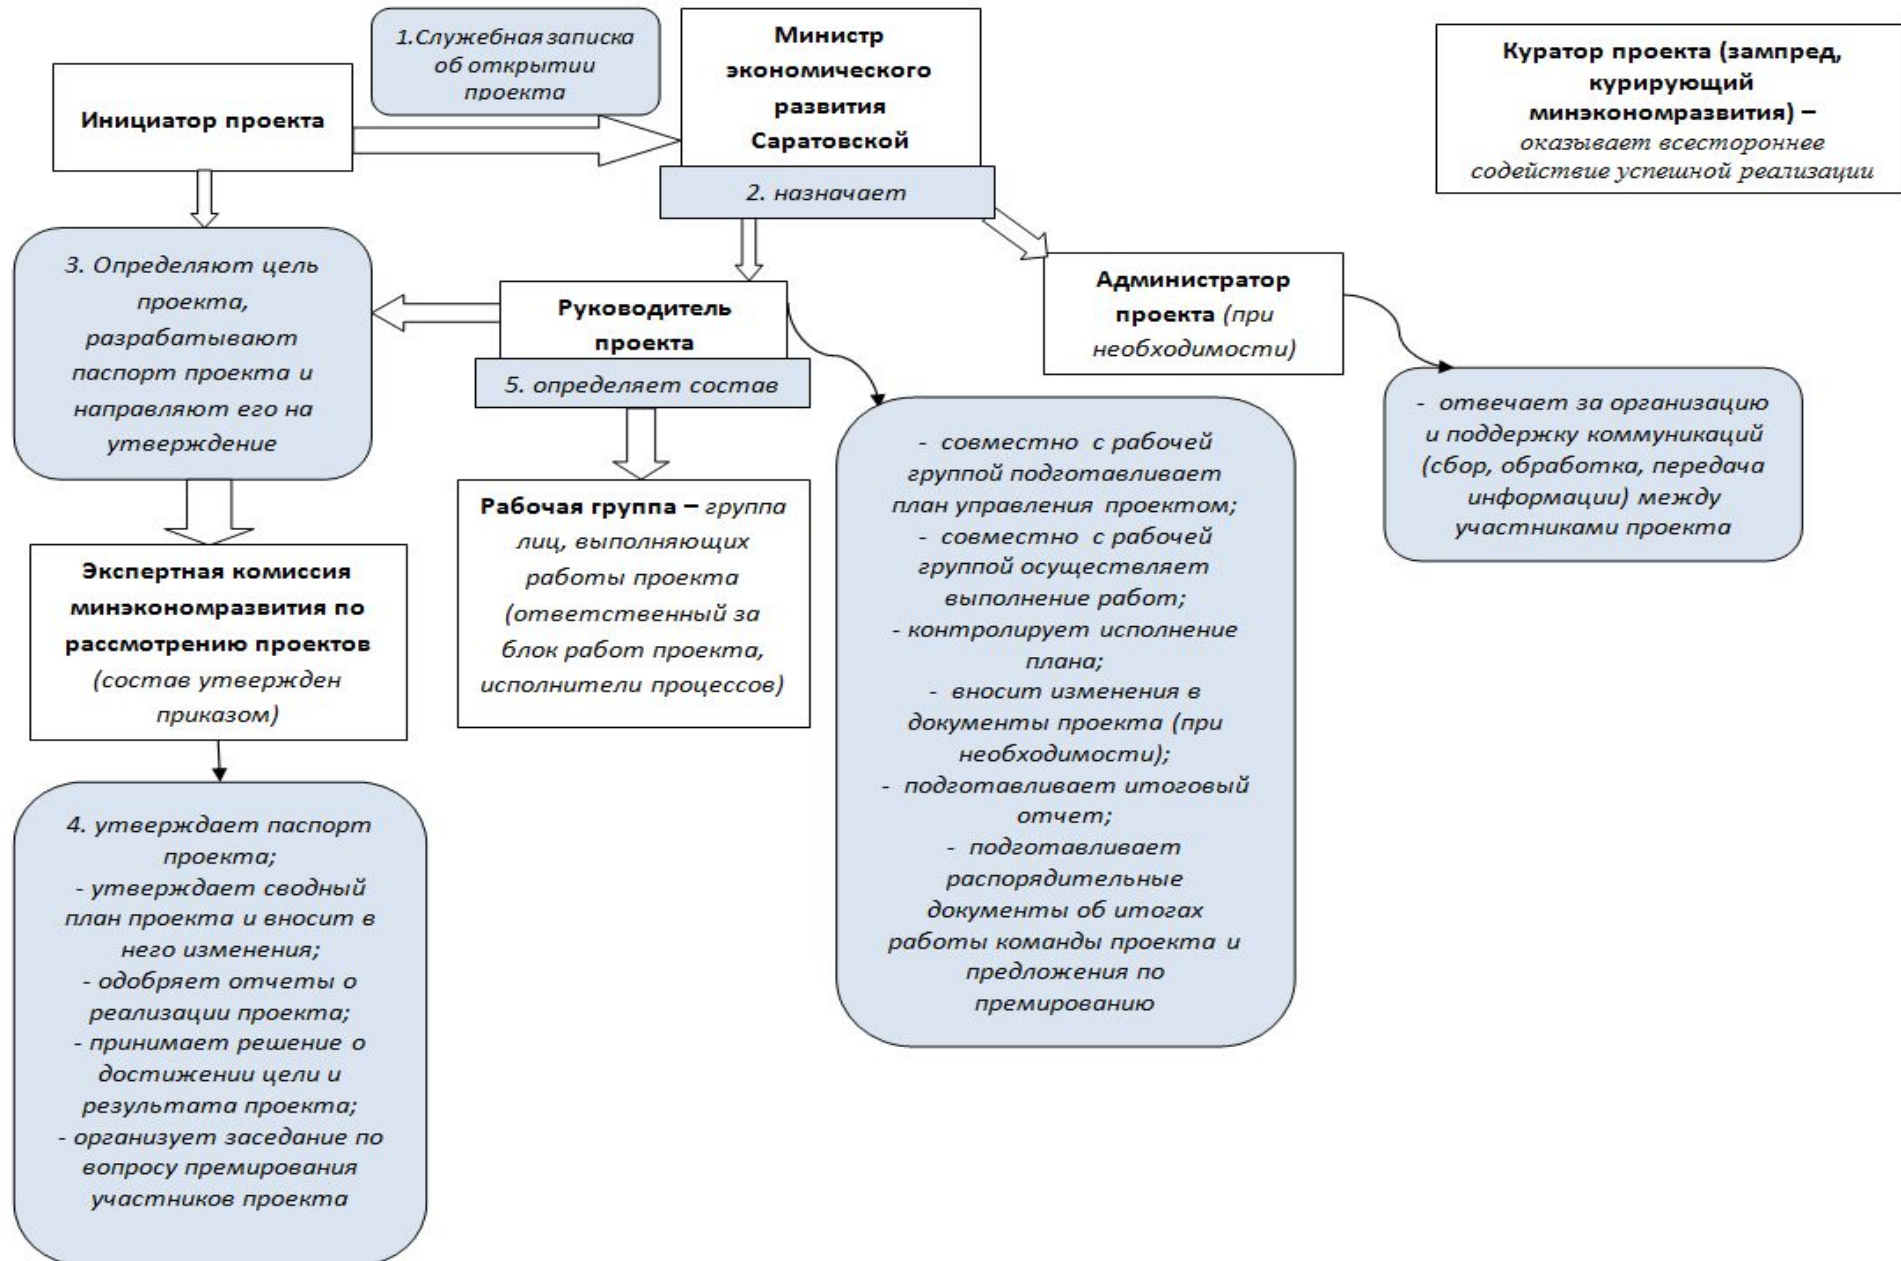 1.Служебная записка
об открытии
проекта
Министр
экономического
развития
Саратовской
Куратор проекта (зампред,
курирующий
минэкономразвития) –
оказывает всестороннее
содействие успешной реализации
Инициатор проекта
2. назначает
3. Определяют цель
проекта,
разрабатывают
паспорт проекта и
направляют его на
утверждение
Руководитель
проекта
5. определяет состав
Администратор
проекта (при
необходимости)
- отвечает за организацию
и поддержку коммуникаций
(сбор, обработка, передача
информации) между
участниками проекта
Рабочая группа – группа
лиц, выполняющих
работы проекта
(ответственный за
блок работ проекта,
исполнители процессов)
- совместно с рабочей
группой подготавливает
план управления проектом;
- совместно с рабочей
группой осуществляет
выполнение работ;
- контролирует исполнение
плана;
- вносит изменения в
документы проекта (при
необходимости);
- подготавливает итоговый
отчет;
- подготавливает
распорядительные
документы об итогах
работы команды проекта и
предложения по
премированию
Экспертная комиссия
минэкономразвития по
рассмотрению проектов
(состав утвержден
приказом)
4. утверждает паспорт
проекта;
- утверждает сводный
план проекта и вносит в
него изменения;
- одобряет отчеты о
реализации проекта;
- принимает решение о
достижении цели и
результата проекта;
- организует заседание по
вопросу премирования
участников проекта